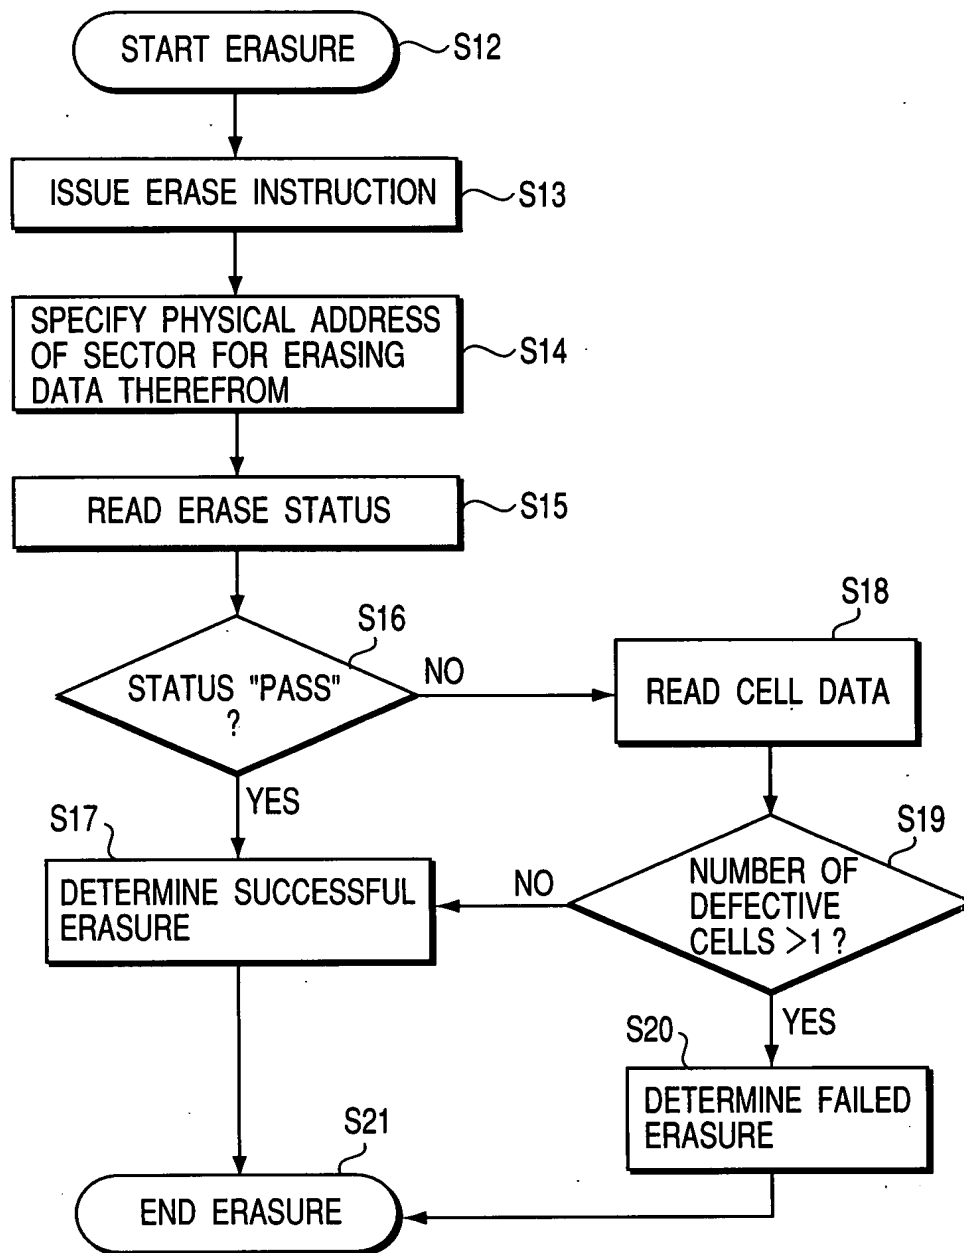 START ERASURE
S12
ISSUE ERASE INSTRUCTION
S13
SPECIFY PHYSICAL ADDRESS
OF SECTOR FOR ERASING
DATA THEREFROM
S14
READ ERASE STATUS
S15
S16
STATUS "PASS"
?
NO
YES
S18
READ CELL DATA
S19
NUMBER OF
DEFECTIVE
CELLS >1 ?
NO
YES
S17
DETERMINE SUCCESSFUL
ERASURE
S20
DETERMINE FAILED
ERASURE
S21
END ERASURE